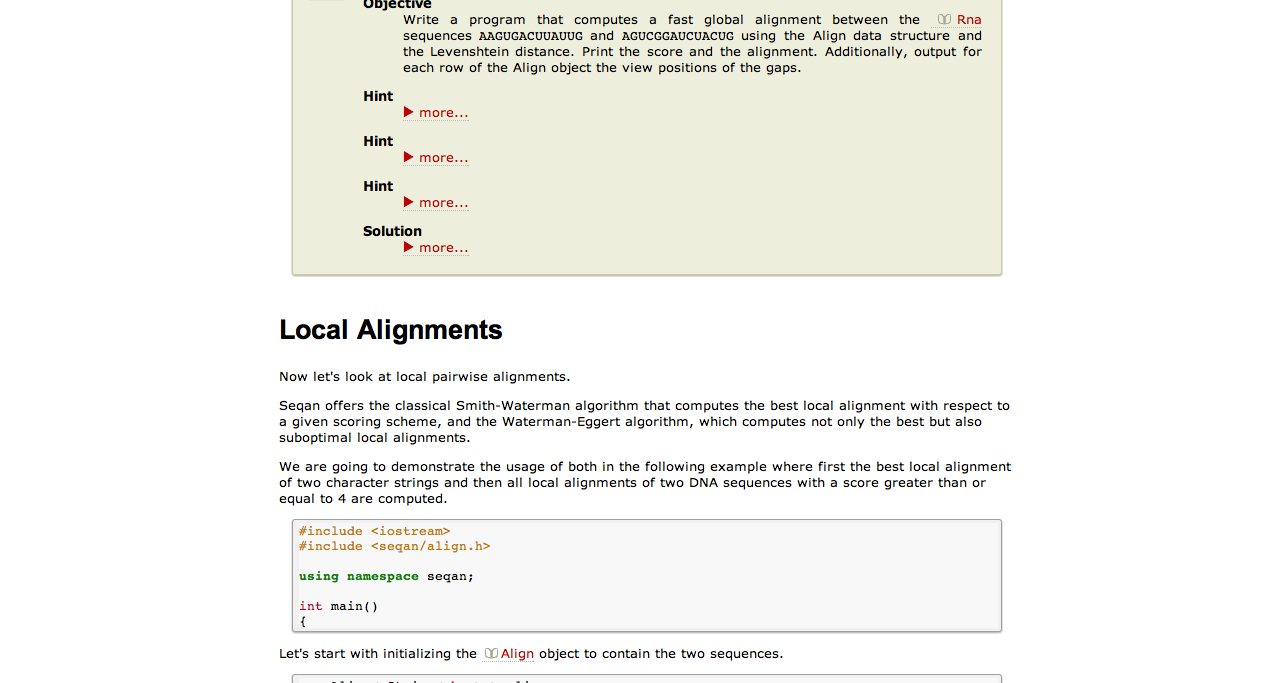 Objective
Write a program that computes a fast global alignment between the Rna
sequences AAGUGACUUAUUG and AGUCGGAUCUACUG using the Align data structure and
the Levenshtein distance. Print the score and the alignment. Additionally, output for
each row of the Align object the view positions of the gaps.
Hint
more...
Hint
more...
Hint
more...
Solution
more...
Local Alignments
Now let's look at local pairwise alignments.
Seqan offers the classical Smith-Waterman algorithm that computes the best local alignment with respect to
a given scoring scheme, and the Waterman-Eggert algorithm, which computes not only the best but also
suboptimal local alignments.
We are going to demonstrate the usage of both in the following example where first the best local alignment
of two character strings and then all local alignments of two DNA sequences with a score greater than or
equal to 4 are computed.
#include <iostream>
#include <seqan/align.h>
using namespace seqan;
int main()
{
Let's start with initializing the Align object to contain the two sequences.